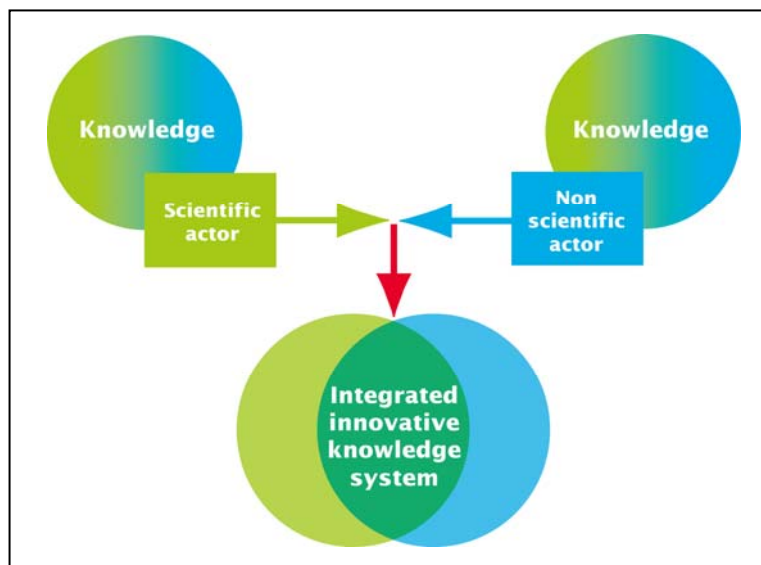 Knowledge
Knowledge
Scientific
actor
Non
scientific
actor
Integrated
innovative
knowledge
system